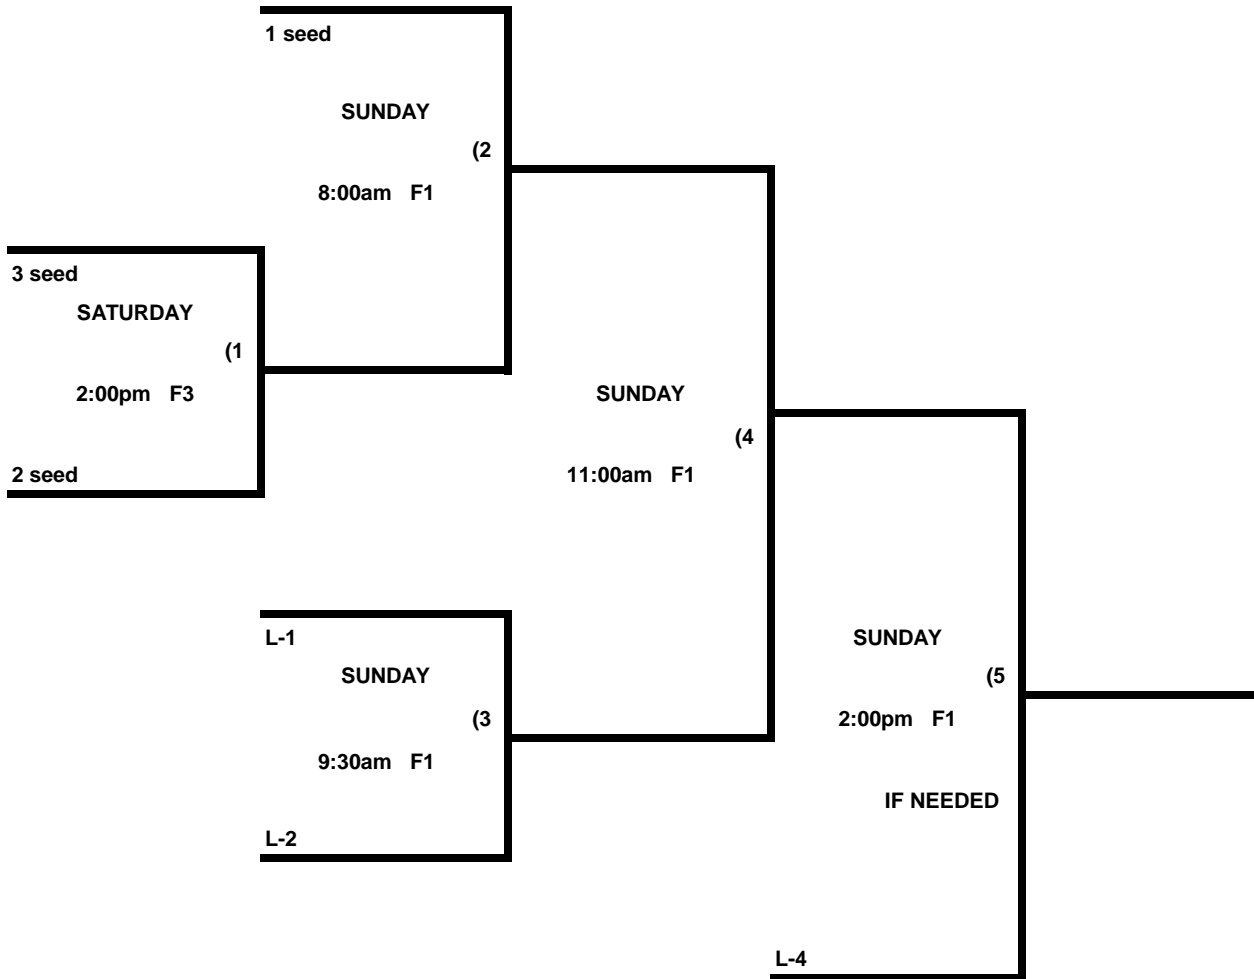 1 seed
SUNDAY
(2
8:00am F1
3 seed
SATURDAY
(1
2:00pm F3
2 seed
SUNDAY
(4
11:00am F1
L-1
SUNDAY
(3
9:30am F1
L-2
SUNDAY
(5
2:00pm F1
IF NEEDED
L-4